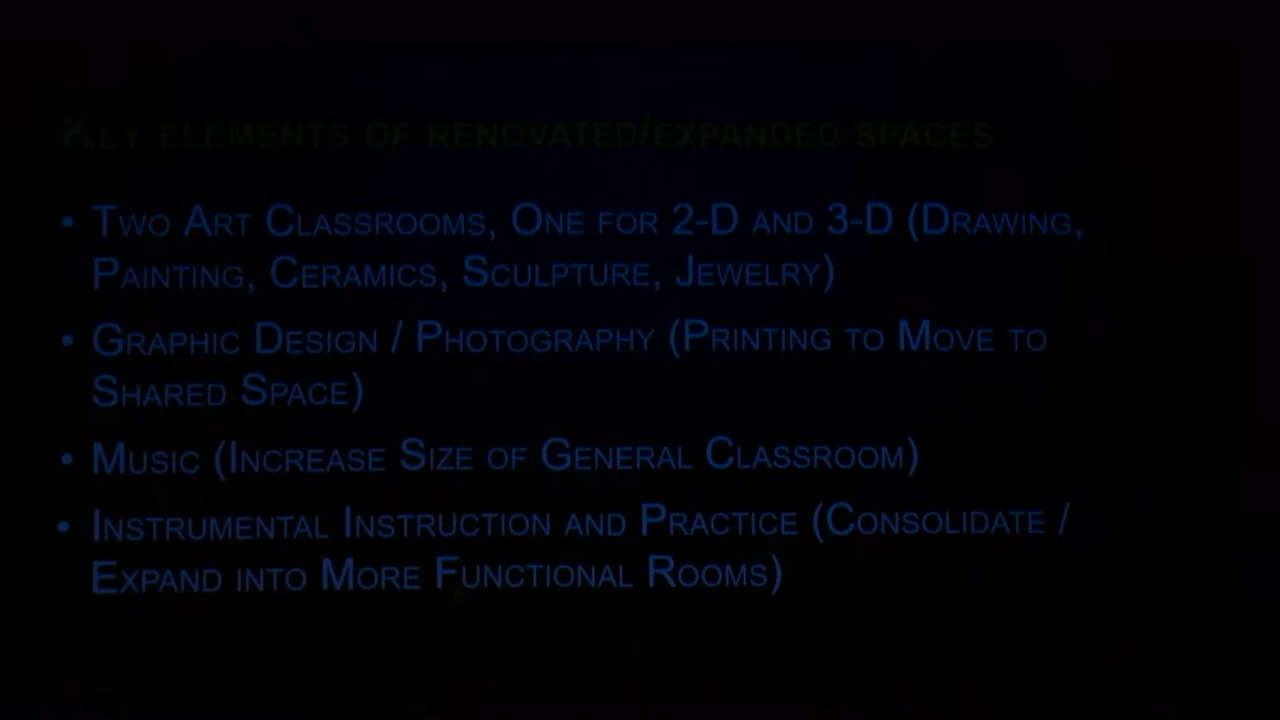 Key elements of renovated/expanded spaces
• Two Art Classrooms, One for 2-D and 3-D (Drawing,
Painting, Ceramics, Sculpture, Jewelry)
• Graphic Design / Photography (Printing to Move to
Shared Space)
• Music (Increase Size of General Classroom)
• Instrumental Instruction and Practice (Consolidate /
Expand into More Functional Rooms)